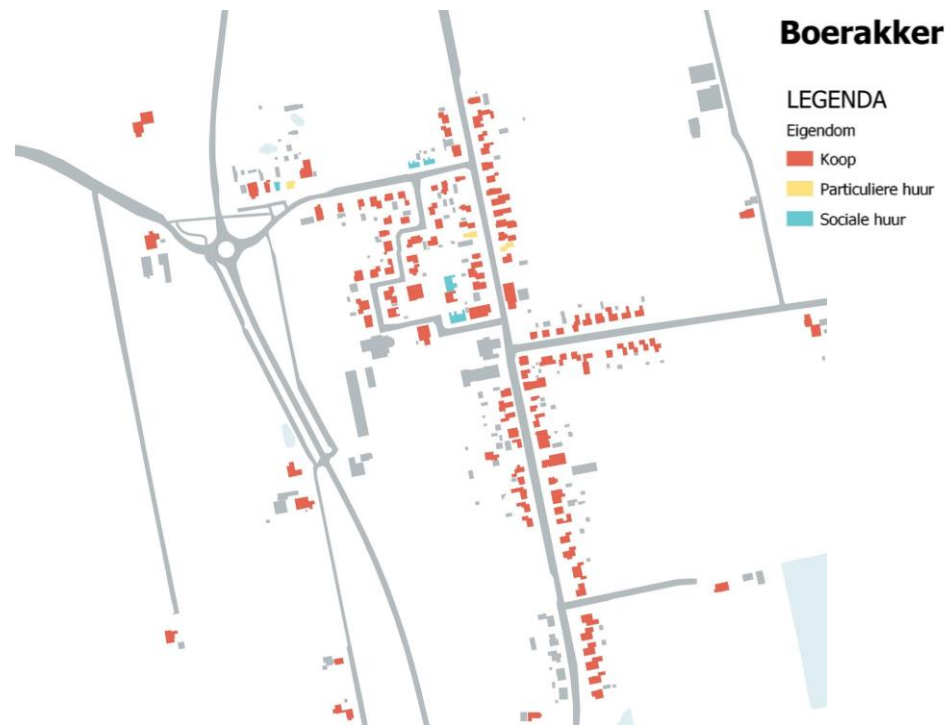 Boerakker
LEGENDA
Eigendom
Koop
Particuliere huur
Sociale huur